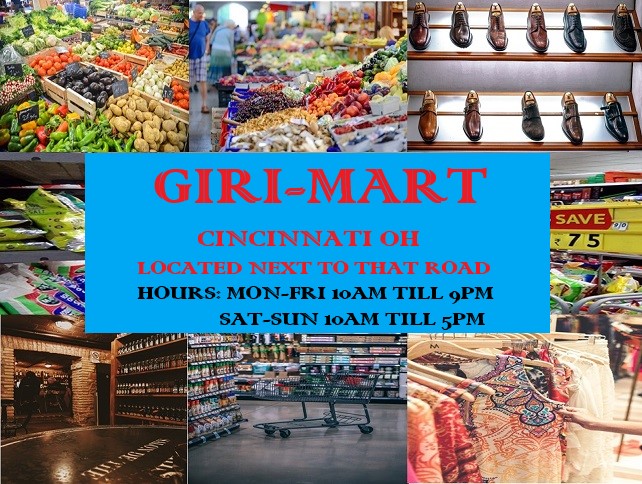 GIRI-MART
CINCINNATI OH
LOCATED NEXT TO THAT ROAD
HOURS: MON-FRI 10AM TILL 9PM
SAT-SUN 10AM TILL 5PM
SAVE
75